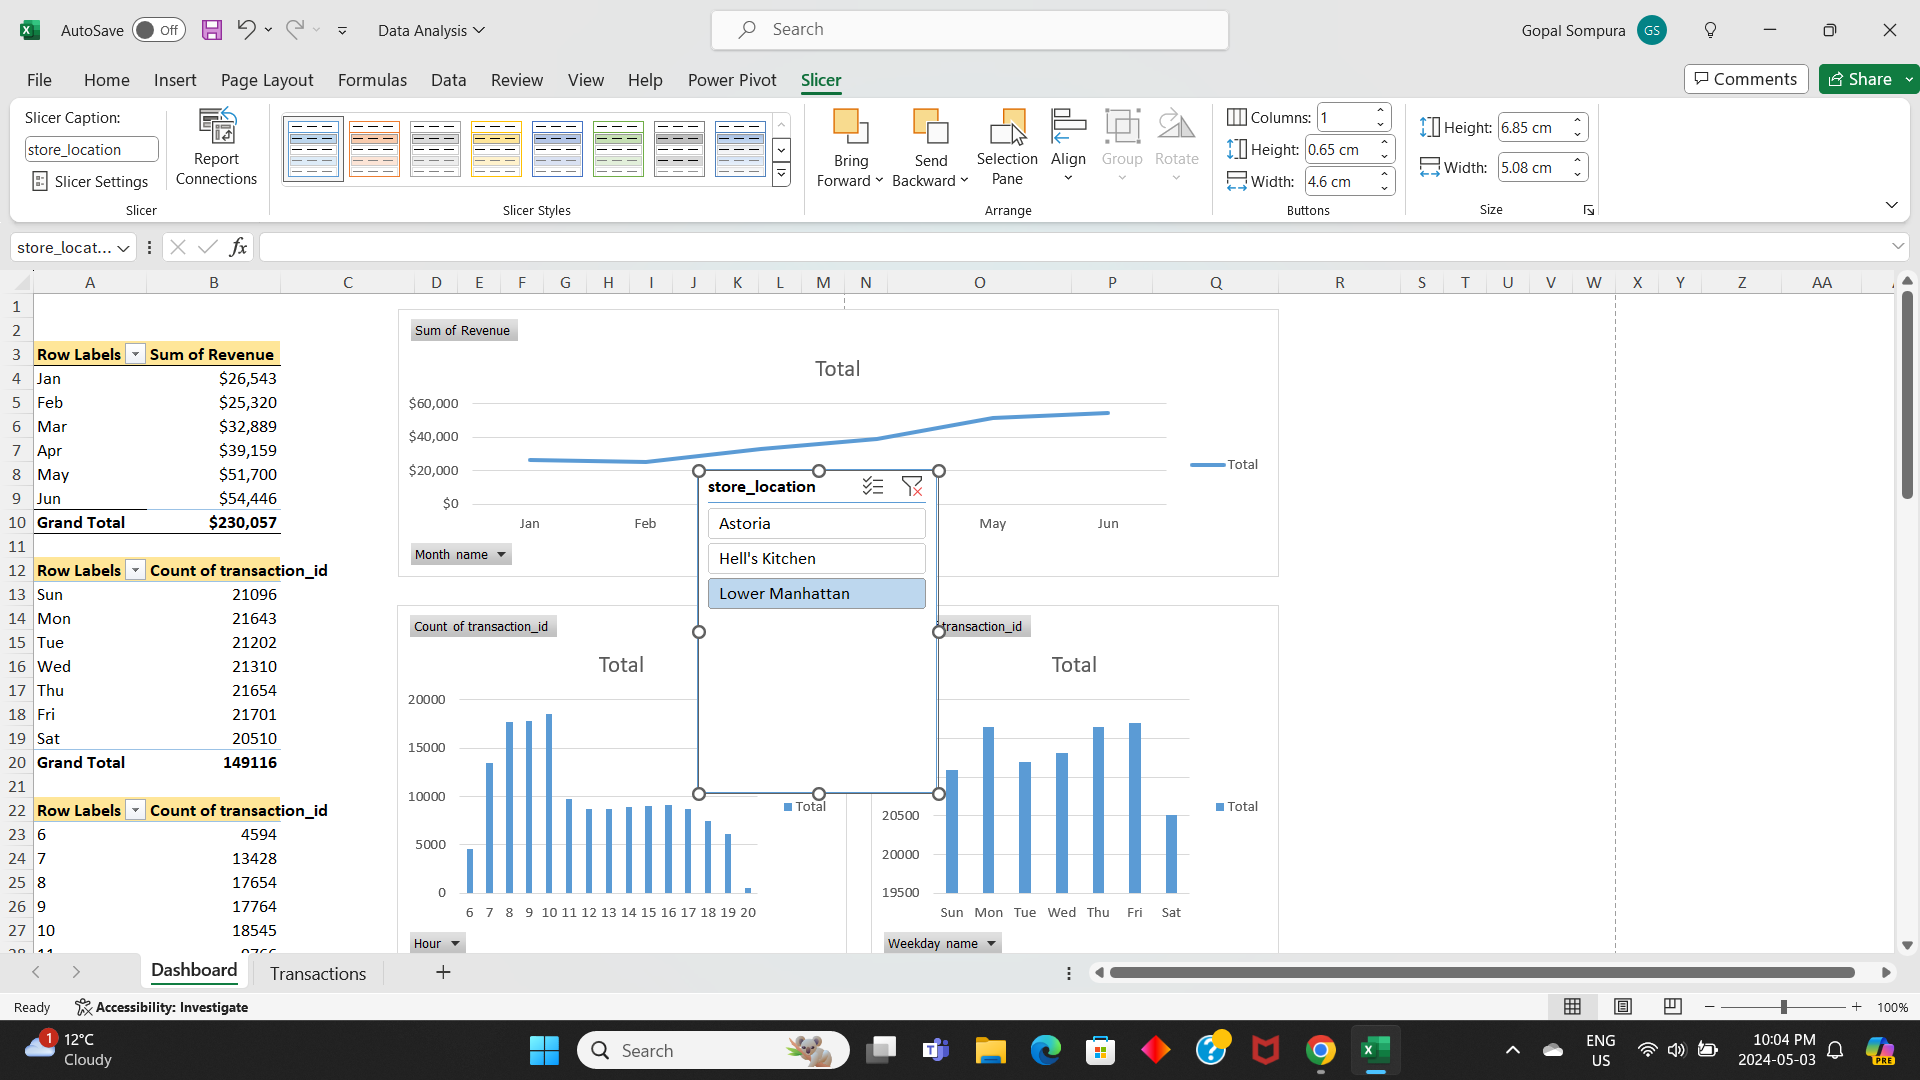 AutoSave Off Data Analysis Search Gopal Sompura GS
File Home Insert Page Layout Formulas Data Review View Help Power Pivot Slicer Comments Share
Slicer Caption:
store_location
Slicer Settings
Report
Connections
Slicer
Slicer Styles
Bring
Forward
Send
Backward
Selection
Pane
Align
Group
Rotate
Arrange
Columns: 1
Height: 0.65 cm
Width: 4.6 cm
Buttons
Height: 6.85 cm
Width: 5.08 cm
Size
store_locat... fx
A B C D E F G H I J K L M N O P Q R S T U V W X Y Z AA
1
2
3 Row Labels Sum of Revenue
4 Jan $26,543
5 Feb $25,320
6 Mar $32,889
7 Apr $39,159
8 May $51,700
9 Jun $54,446
10 Grand Total $230,057
11
12 Row Labels Count of transaction_id
13 Sun 21096
14 Mon 21643
15 Tue 21202
16 Wed 21310
17 Thu 21654
18 Fri 21701
19 Sat 20510
20 Grand Total 149116
21
22 Row Labels Count of transaction_id
23 6 4594
24 7 13428
25 8 17654
26 9 17764
27 10 18545
Sum of Revenue
Total
$60,000
$40,000
$20,000
$0
Jan Feb May Jun
Total
Month name
store_location
Astoria
Hell's Kitchen
Lower Manhattan
Count of transaction_id
Total
20000
15000
10000
5000
0
6 7 8 9 10 11 12 13 14 15 16 17 18 19 20
Total
Hour
transaction_id
Total
20500
20000
19500
Sun Mon Tue Wed Thu Fri Sat
Total
Weekday name
Dashboard Transactions
Ready Accessibility: Investigate 100%
1 12°C
Cloudy
Search
ENG
US
10:04 PM
2024-05-03
PRE